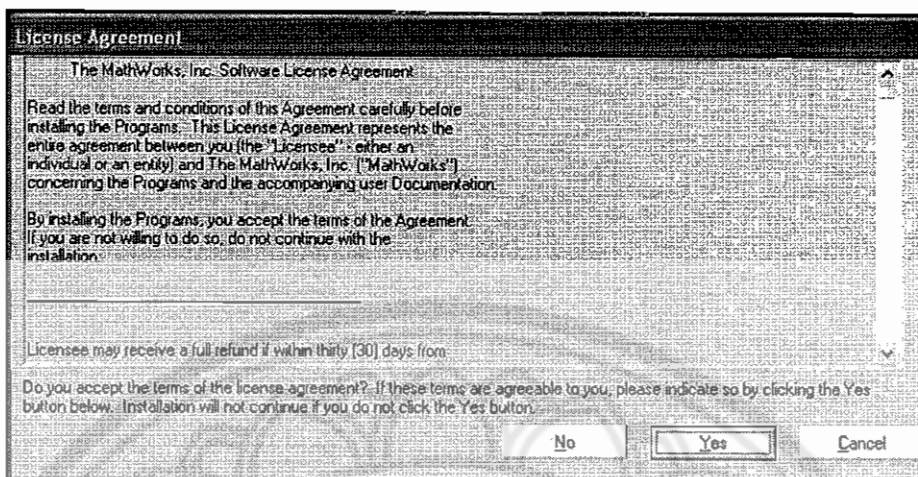 License Agreement
The MathWorks, Inc. Software License Agreement
Read the terms and conditions of this Agreement carefully before
installing the Programs. This License Agreement represents the
entire agreement between you (the "Licensee" - either an
individual or an entity) and The MathWorks, Inc. ("MathWorks")
concerning the Programs and the accompanying user Documentation.
By installing the Programs, you accept the terms of the Agreement.
If you are not willing to do so, do not continue with the
installation.
Licensee may receive a full refund if within thirty (30) days from
Do you accept the terms of the license agreement? If these terms are agreeable to you, please indicate so by clicking the Yes
button below. Installation will not continue if you do not click the Yes button.
No Yes Cancel